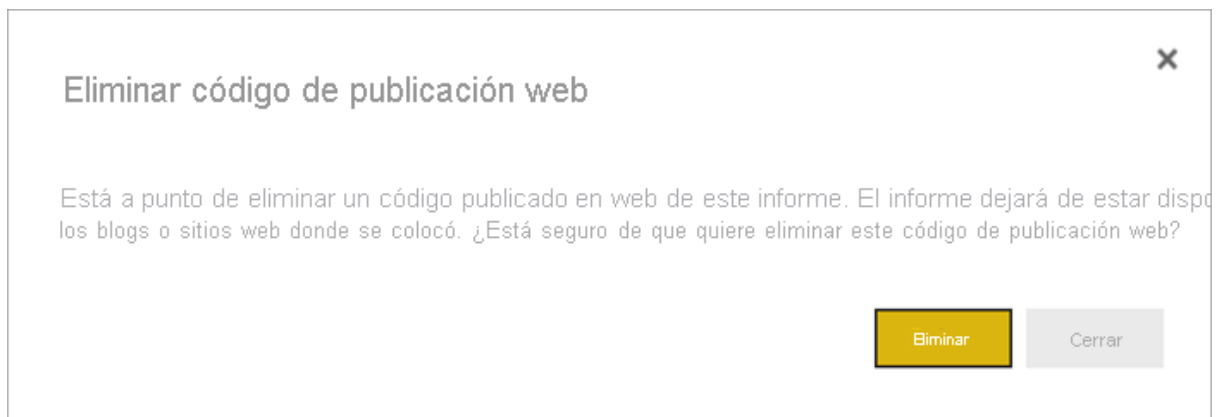 Eliminar código de publicación web
Está a punto de eliminar un código publicado en web de este informe. El informe dejará de estar dispo
los blogs o sitios web donde se colocó. ¿Está seguro de que quiere eliminar este código de publicación web?
Eliminar
Cerrar